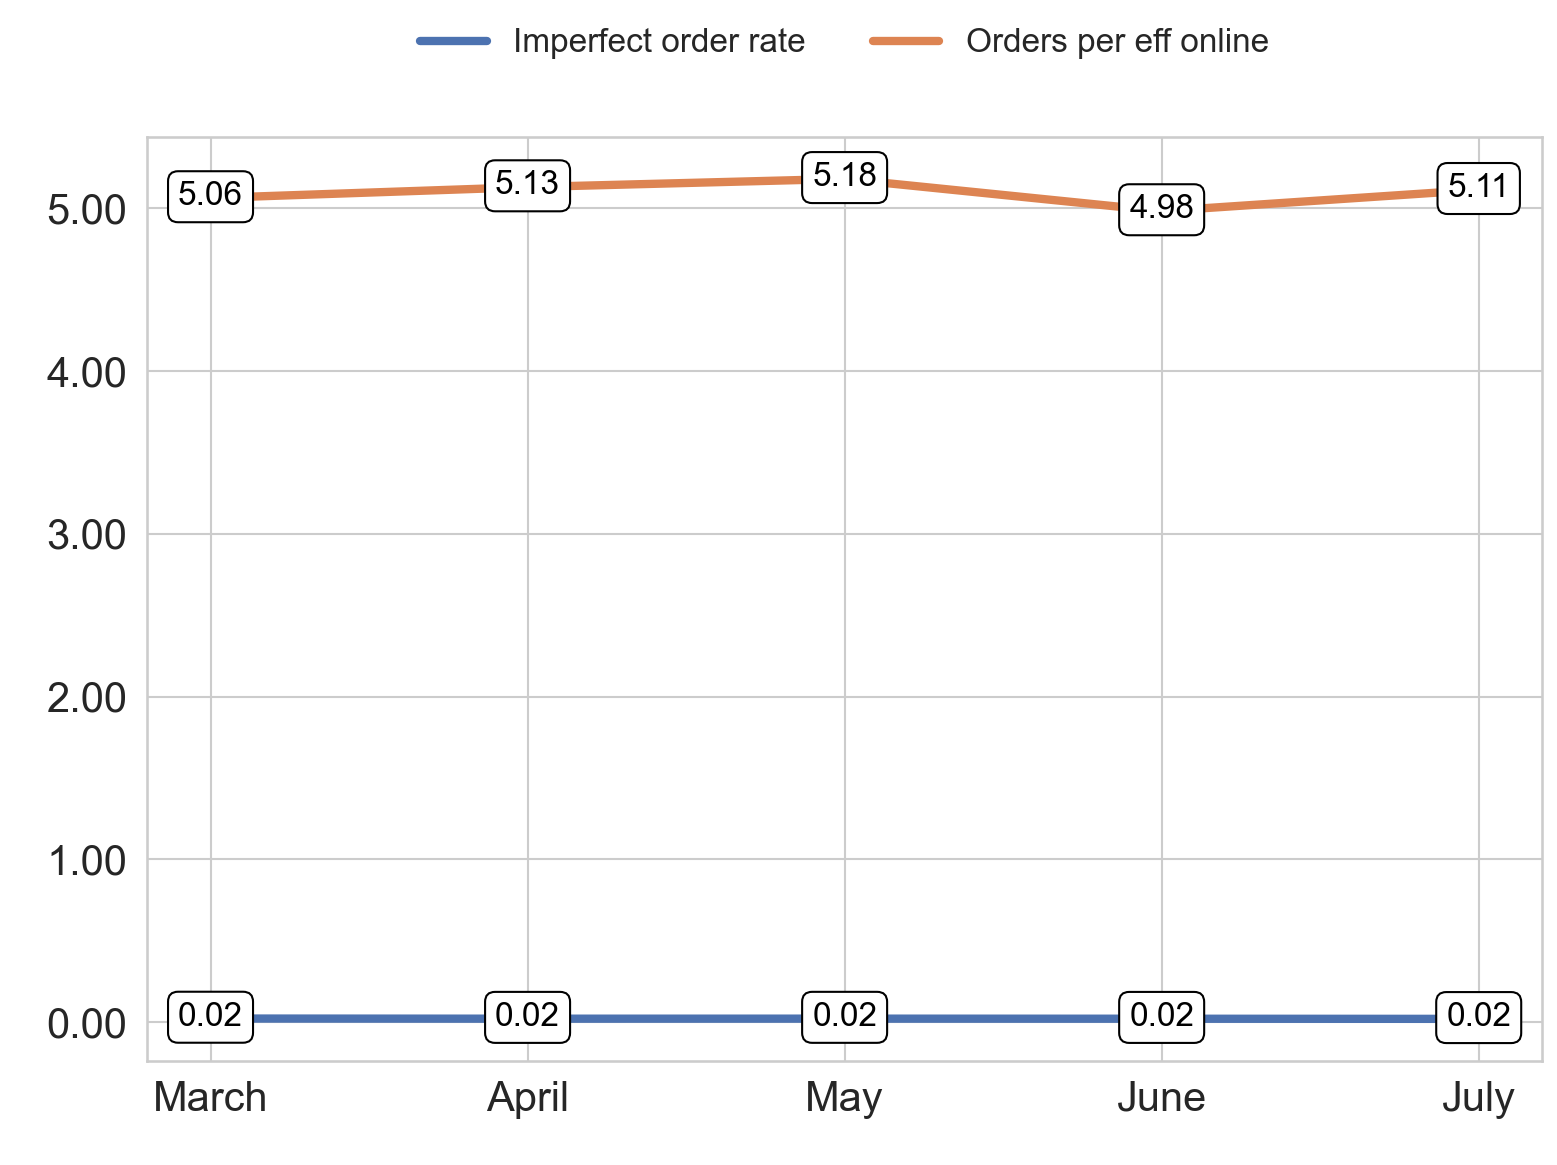 Imperfect order rate Orders per eff online
5.06 5.13 5.18 4.98 5.11
5.00
4.00
3.00
2.00
1.00
0.00
0.02 0.02 0.02 0.02 0.02
March April May June July